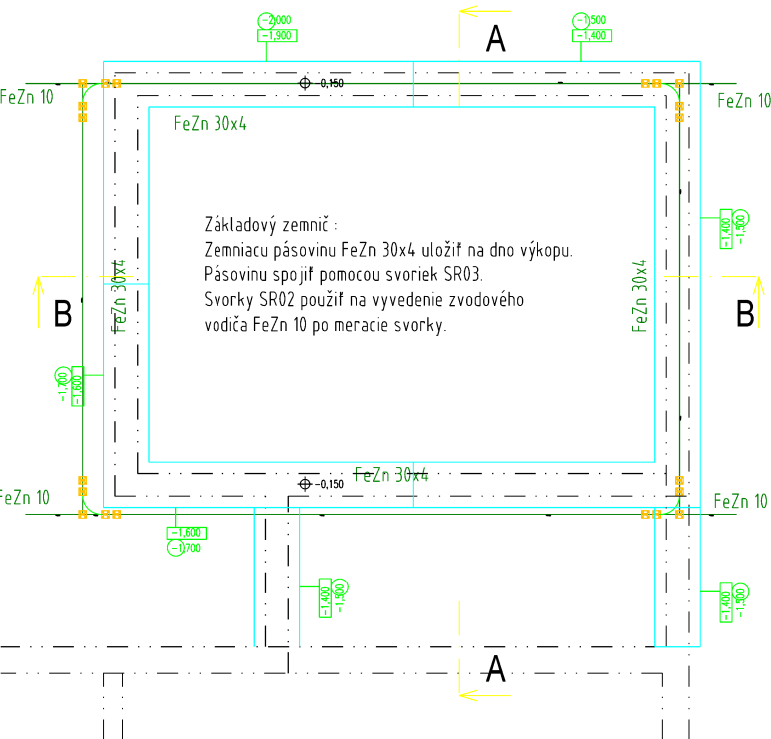 -2,000
-1,900
A
-1,500
-1,400
FeZn 10
-0,150
FeZn 10
FeZn 30x4
Základový zemnič :
Zemniacu pásovinu FeZn 30x4 uložiť na dno výkopu.
Pásovinu spojiť pomocou svoriek SR03.
Svorky SR02 použiť na vyvedenie zvodového
vodiča FeZn 10 po meracie svorky.
-1,400
-1,500
FeZn 30x4
FeZn 30x4
B
B
-1,700
-1,600
FeZn 30x4
-0,150
FeZn 10
FeZn 10
-1,600
-1,700
-1,400
-1,500
-1,400
-1,500
A